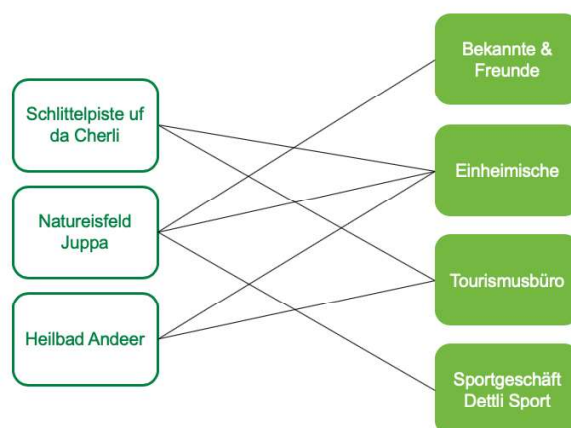 Schlittelpiste uf
da Cherli
Natureisfeld
Juppa
Heilbad Andeer
Bekannte &
Freunde
Einheimische
Tourismusbüro
Sportgeschäft
Dettli Sport